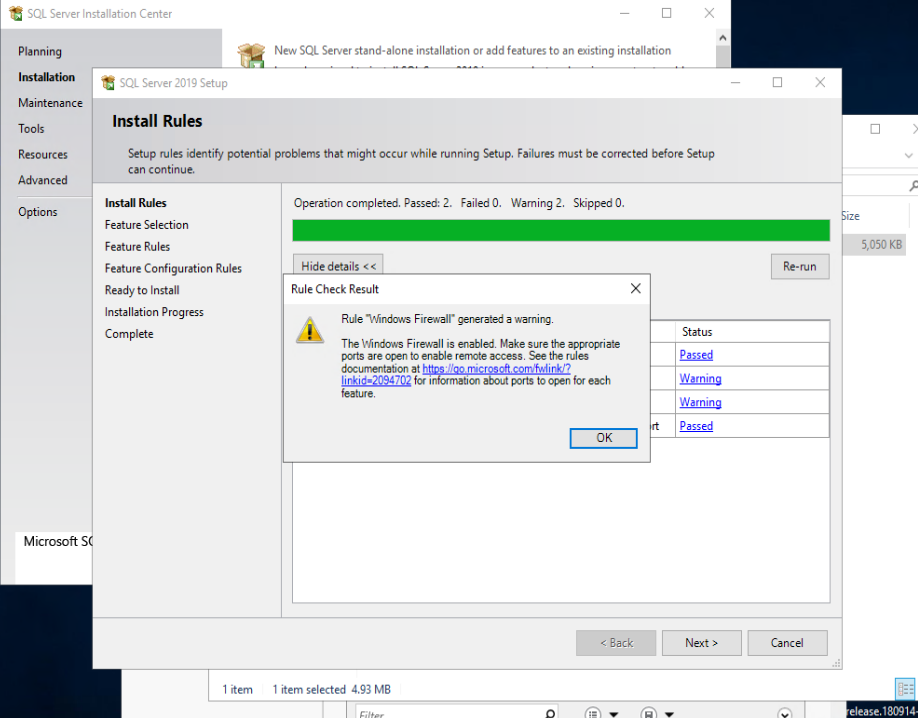 SQL Server Installation Center
Planning
Installation
Maintenance
Tools
Resources
Advanced
Options
New SQL Server stand-alone installation or add features to an existing installation
SQL Server 2019 Setup
Install Rules
Setup rules identify potential problems that might occur while running Setup. Failures must be corrected before Setup
can continue.
Install Rules
Feature Selection
Feature Rules
Feature Configuration Rules
Ready to Install
Installation Progress
Complete
Operation completed. Passed: 2. Failed 0. Warning 2. Skipped 0.
Hide details <<
Re-run
Rule Check Result
Rule "Windows Firewall" generated a warning.
The Windows Firewall is enabled. Make sure the appropriate
ports are open to enable remote access. See the rules
documentation at https://go.microsoft.com/fwlink/?
linkid=2094702 for information about ports to open for each
feature.
OK
Status
Passed
Warning
Warning
rt Passed
Microsoft SQ
< Back
Next >
Cancel
Size
5,050 KB
1 item 1 item selected 4.93 MB
Filter
release.180914-